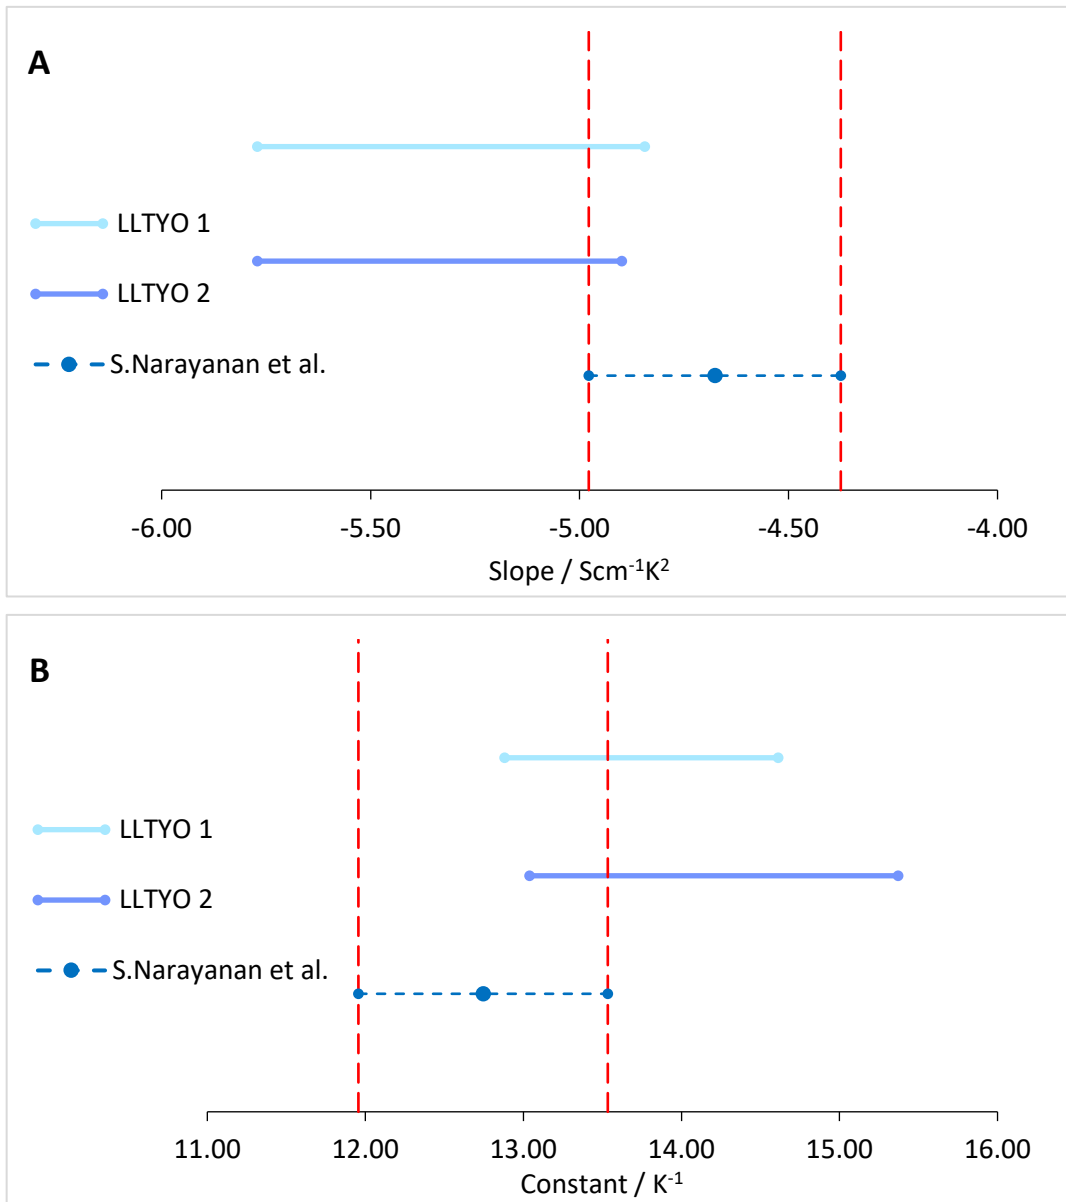 A
LLTYO 1
LLTYO 2
S.Narayanan et al.
-6.00 -5.50 -5.00 -4.50 -4.00
Slope / Scm⁻¹K²
B
LLTYO 1
LLTYO 2
S.Narayanan et al.
11.00 12.00 13.00 14.00 15.00 16.00
Constant / K⁻¹